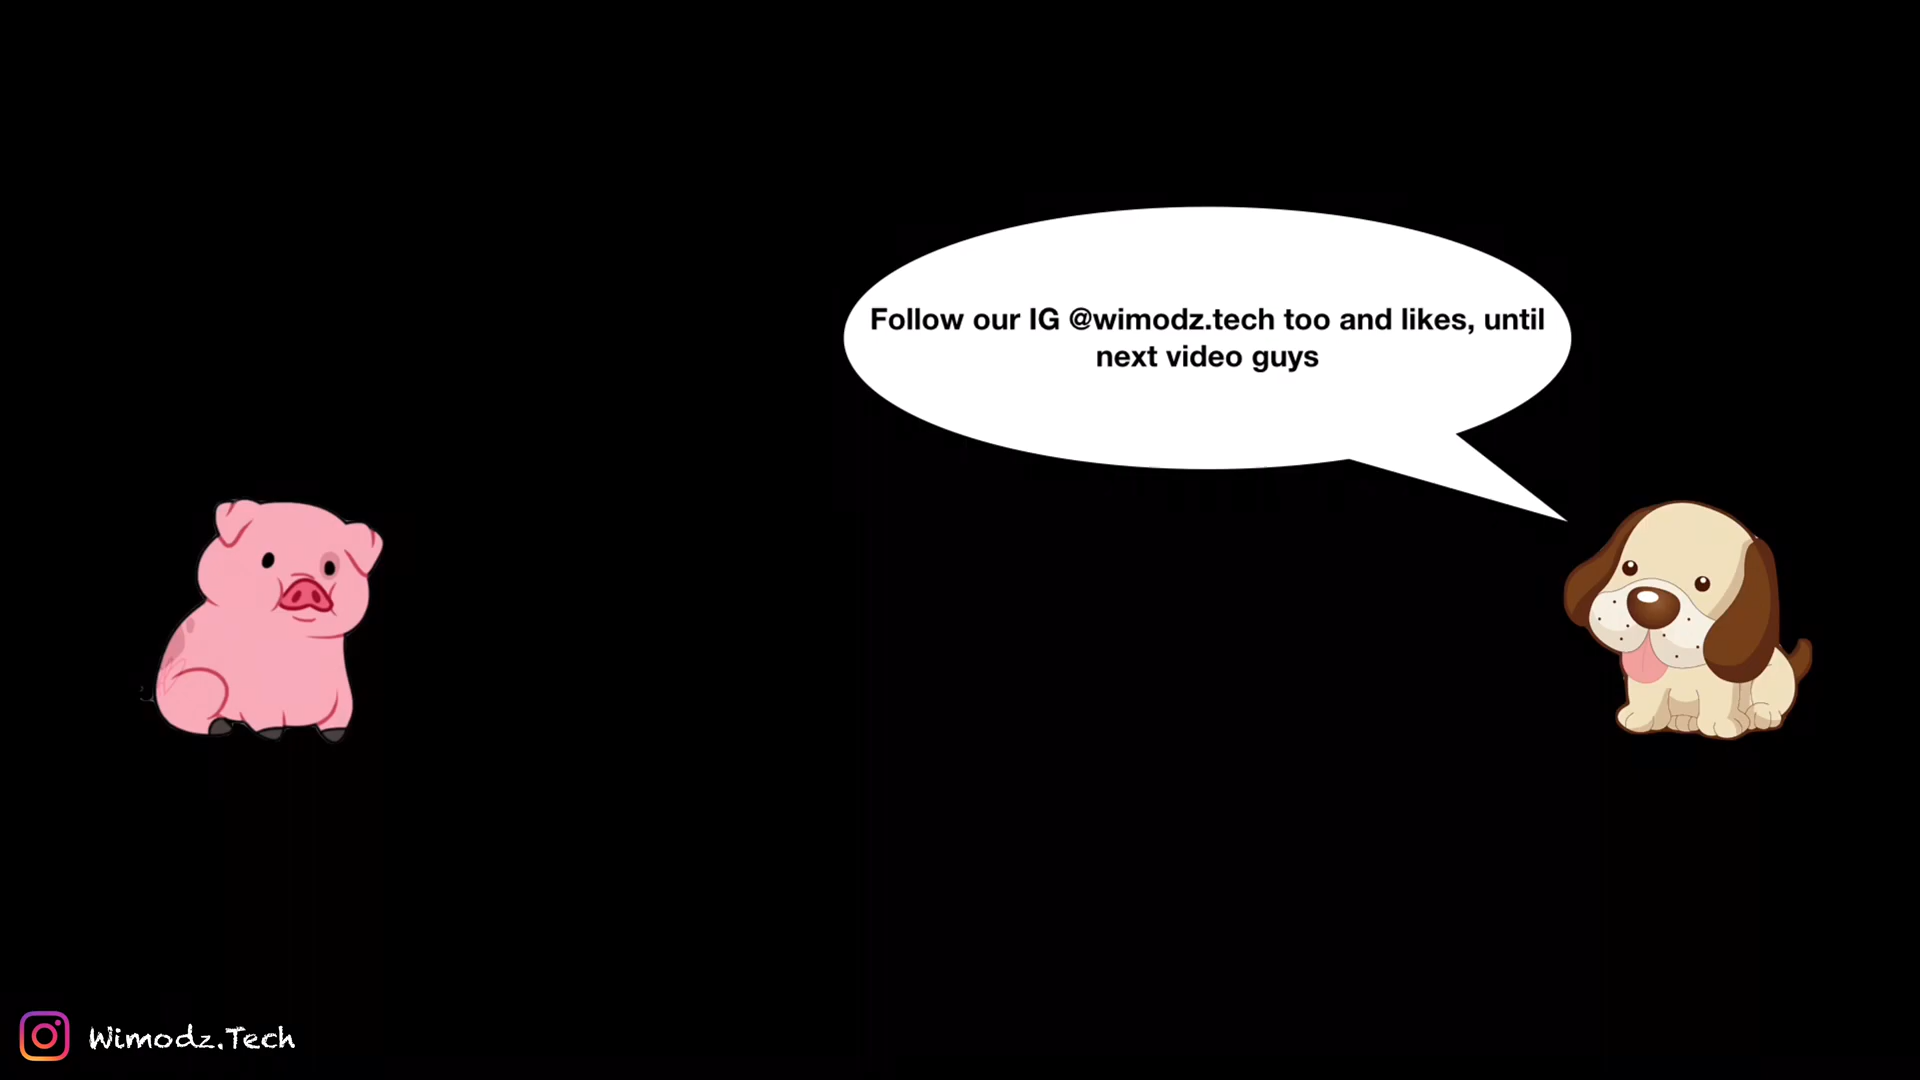 Follow our IG @wimodz.tech too and likes, until
next video guys
Wimodz.Tech